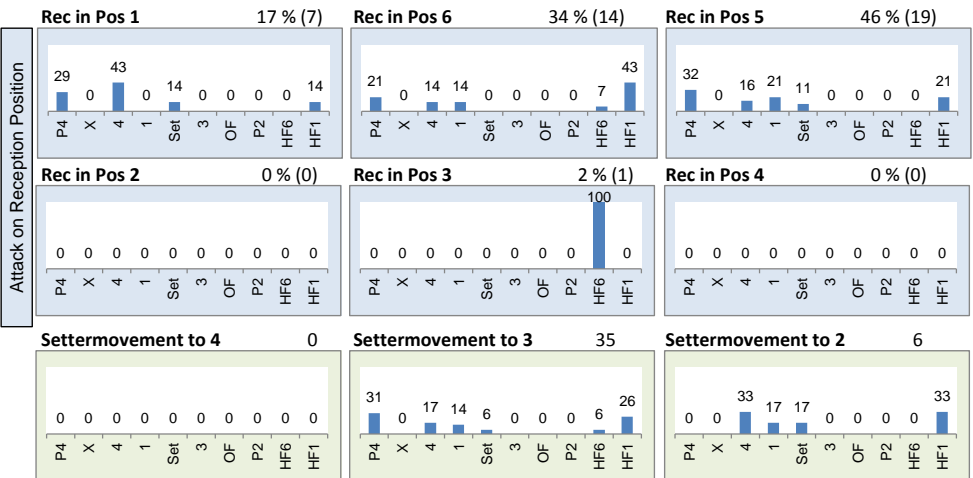 Attack on Reception Position
Rec in Pos 1 17 % (7)
29 0 43 0 14 0 0 0 0 14
P4 X 4 1 Set 3 OF P2 HF6 HF1
Rec in Pos 6 34 % (14)
21 0 14 14 0 0 0 0 7 43
P4 X 4 1 Set 3 OF P2 HF6 HF1
Rec in Pos 5 46 % (19)
32 0 16 21 11 0 0 0 0 21
P4 X 4 1 Set 3 OF P2 HF6 HF1
Rec in Pos 2 0 % (0)
0 0 0 0 0 0 0 0 0 0
P4 X 4 1 Set 3 OF P2 HF6 HF1
Rec in Pos 3 2 % (1)
0 0 0 0 0 0 0 0 100 0
P4 X 4 1 Set 3 OF P2 HF6 HF1
Rec in Pos 4 0 % (0)
0 0 0 0 0 0 0 0 0 0
P4 X 4 1 Set 3 OF P2 HF6 HF1
Settermovement to 4 0
0 0 0 0 0 0 0 0 0 0
P4 X 4 1 Set 3 OF P2 HF6 HF1
Settermovement to 3 35
31 0 17 14 6 0 0 0 6 26
P4 X 4 1 Set 3 OF P2 HF6 HF1
Settermovement to 2 6
0 0 33 17 17 0 0 0 0 33
P4 X 4 1 Set 3 OF P2 HF6 HF1